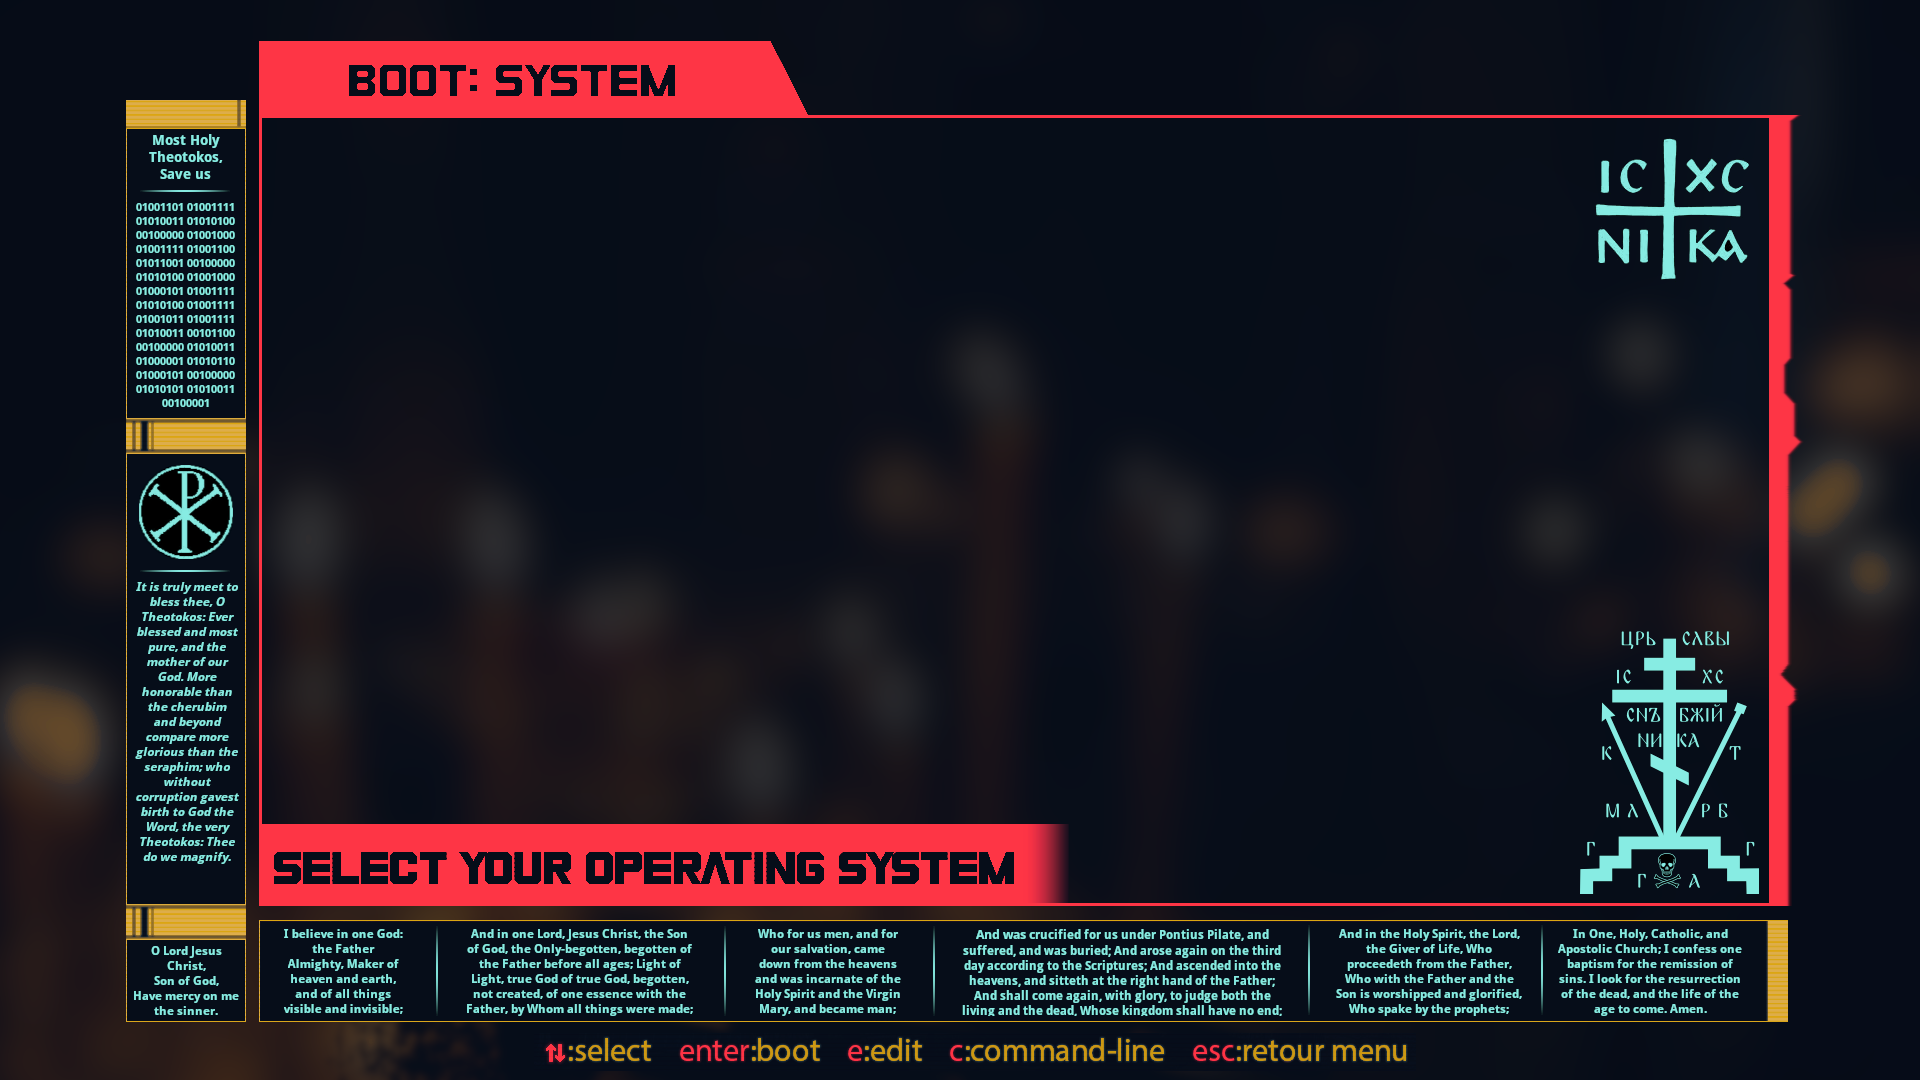 BOOT: SYSTEM
Most Holy
Theotokos,
Save us
01001101 01001111
01010011 01010100
00100000 01001000
01001111 01001100
01011001 00100000
01010100 01001000
01000101 01001111
01010100 01001111
01001011 01001111
01010011 00101100
00100000 01010011
01000001 01010110
01000101 00100000
01010101 01010011
00100001
It is truly meet to
bless thee, O
Theotokos: Ever
blessed and most
pure, and the
mother of our
God. More
honorable than
the cherubim
and beyond
compare more
glorious than the
seraphim; who
without
corruption gavest
birth to God the
Word, the very
Theotokos: Thee
do we magnify.
O Lord Jesus
Christ,
Son of God,
Have mercy on me
the sinner.
IC XC
NI KA
ЦРЬ СЛВЫ
IС ХС
СNЪ БЖIЙ
NИ КА
К Т
М Л Р Б
Г Г
Г А
SELECT YOUR OPERATING SYSTEM
I believe in one God:
the Father
Almighty, Maker of
heaven and earth,
and of all things
visible and invisible;
And in one Lord, Jesus Christ, the Son
of God, the Only-begotten, begotten of
the Father before all ages; Light of
Light, true God of true God, begotten,
not created, of one essence with the
Father, by Whom all things were made;
Who for us men, and for
our salvation, came
down from the heavens
and was incarnate of the
Holy Spirit and the Virgin
Mary, and became man;
And was crucified for us under Pontius Pilate, and
suffered, and was buried; And arose again on the third
day according to the Scriptures; And ascended into the
heavens, and sitteth at the right hand of the Father;
And shall come again, with glory, to judge both the
living and the dead, Whose kingdom shall have no end;
And in the Holy Spirit, the Lord,
the Giver of Life, Who
proceedeth from the Father,
Who with the Father and the
Son is worshipped and glorified,
Who spake by the prophets;
In One, Holy, Catholic, and
Apostolic Church; I confess one
baptism for the remission of
sins. I look for the resurrection
of the dead, and the life of the
age to come. Amen.
⇅:select enter:boot e:edit c:command-line esc:retour menu